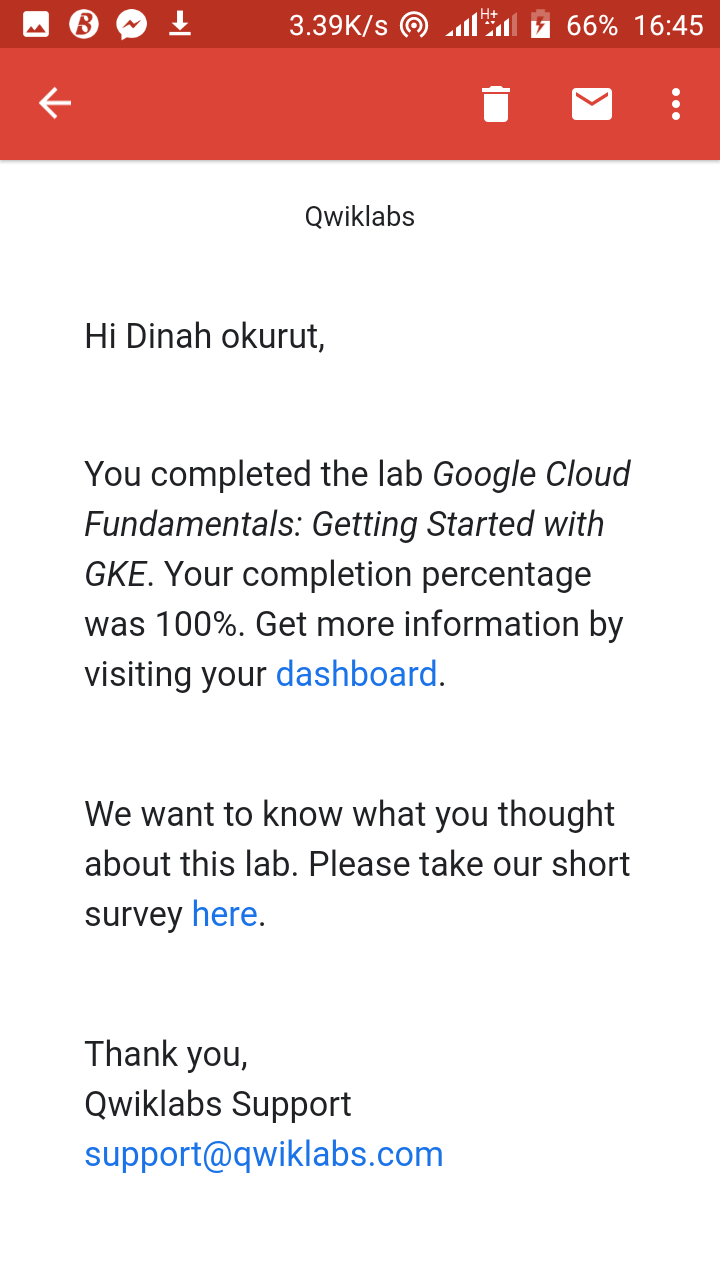 3.39K/s H+ 66% 16:45
Qwiklabs
Hi Dinah okurut,
You completed the lab Google Cloud
Fundamentals: Getting Started with
GKE. Your completion percentage
was 100%. Get more information by
visiting your dashboard.
We want to know what you thought
about this lab. Please take our short
survey here.
Thank you,
Qwiklabs Support
support@qwiklabs.com